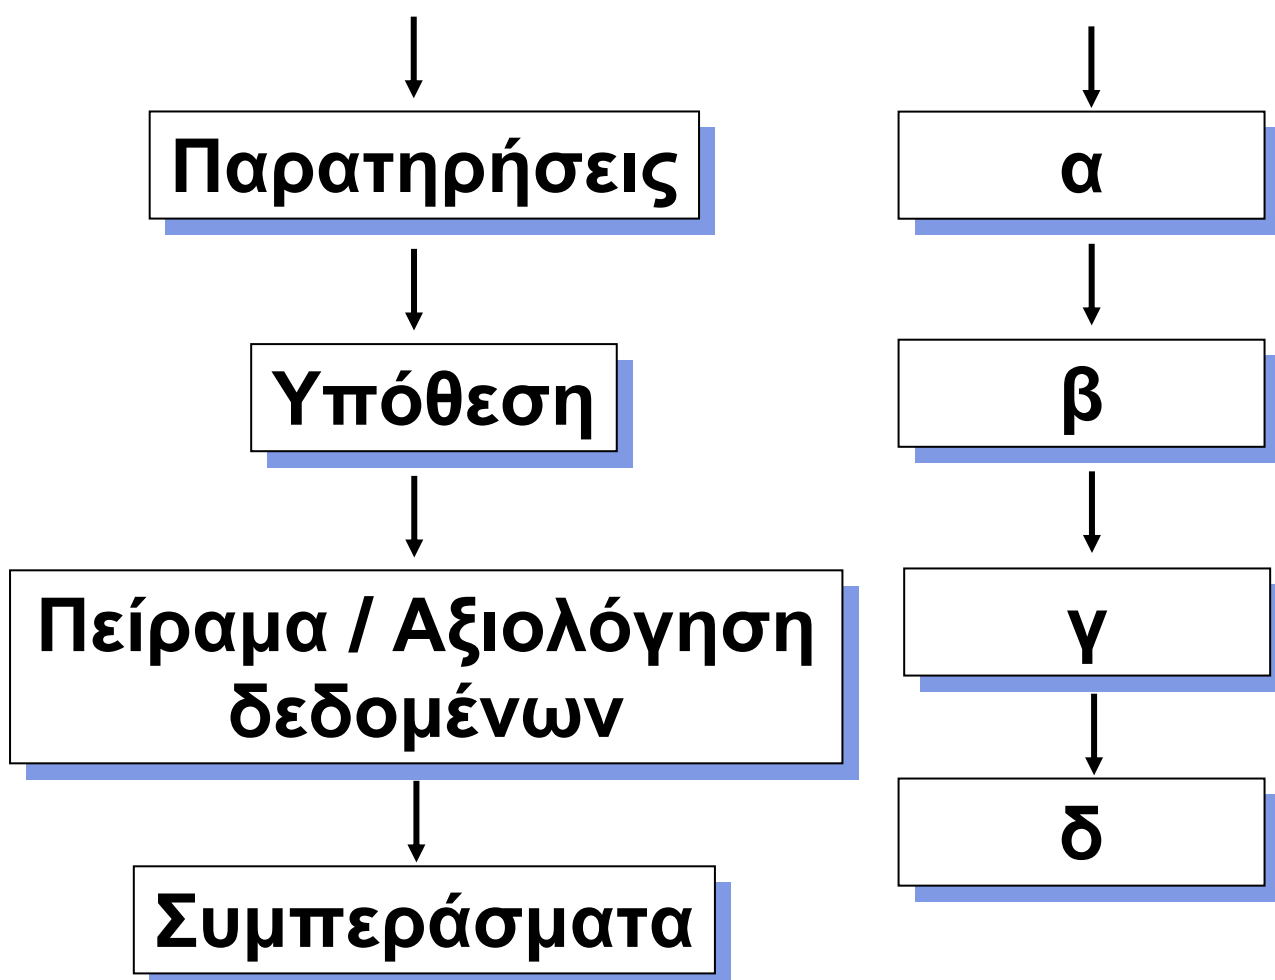 Παρατηρήσεις
Υπόθεση
Πείραμα / Αξιολόγηση
δεδομένων
Συμπεράσματα
α
β
γ
δ